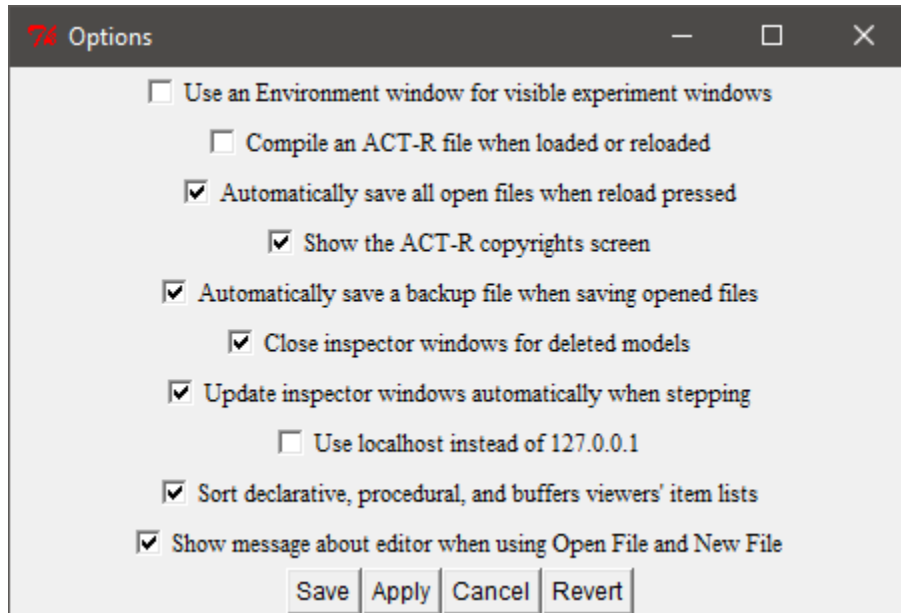 Options
Use an Environment window for visible experiment windows
Compile an ACT-R file when loaded or reloaded
Automatically save all open files when reload pressed
Show the ACT-R copyrights screen
Automatically save a backup file when saving opened files
Close inspector windows for deleted models
Update inspector windows automatically when stepping
Use localhost instead of 127.0.0.1
Sort declarative, procedural, and buffers viewers' item lists
Show message about editor when using Open File and New File
Save Apply Cancel Revert